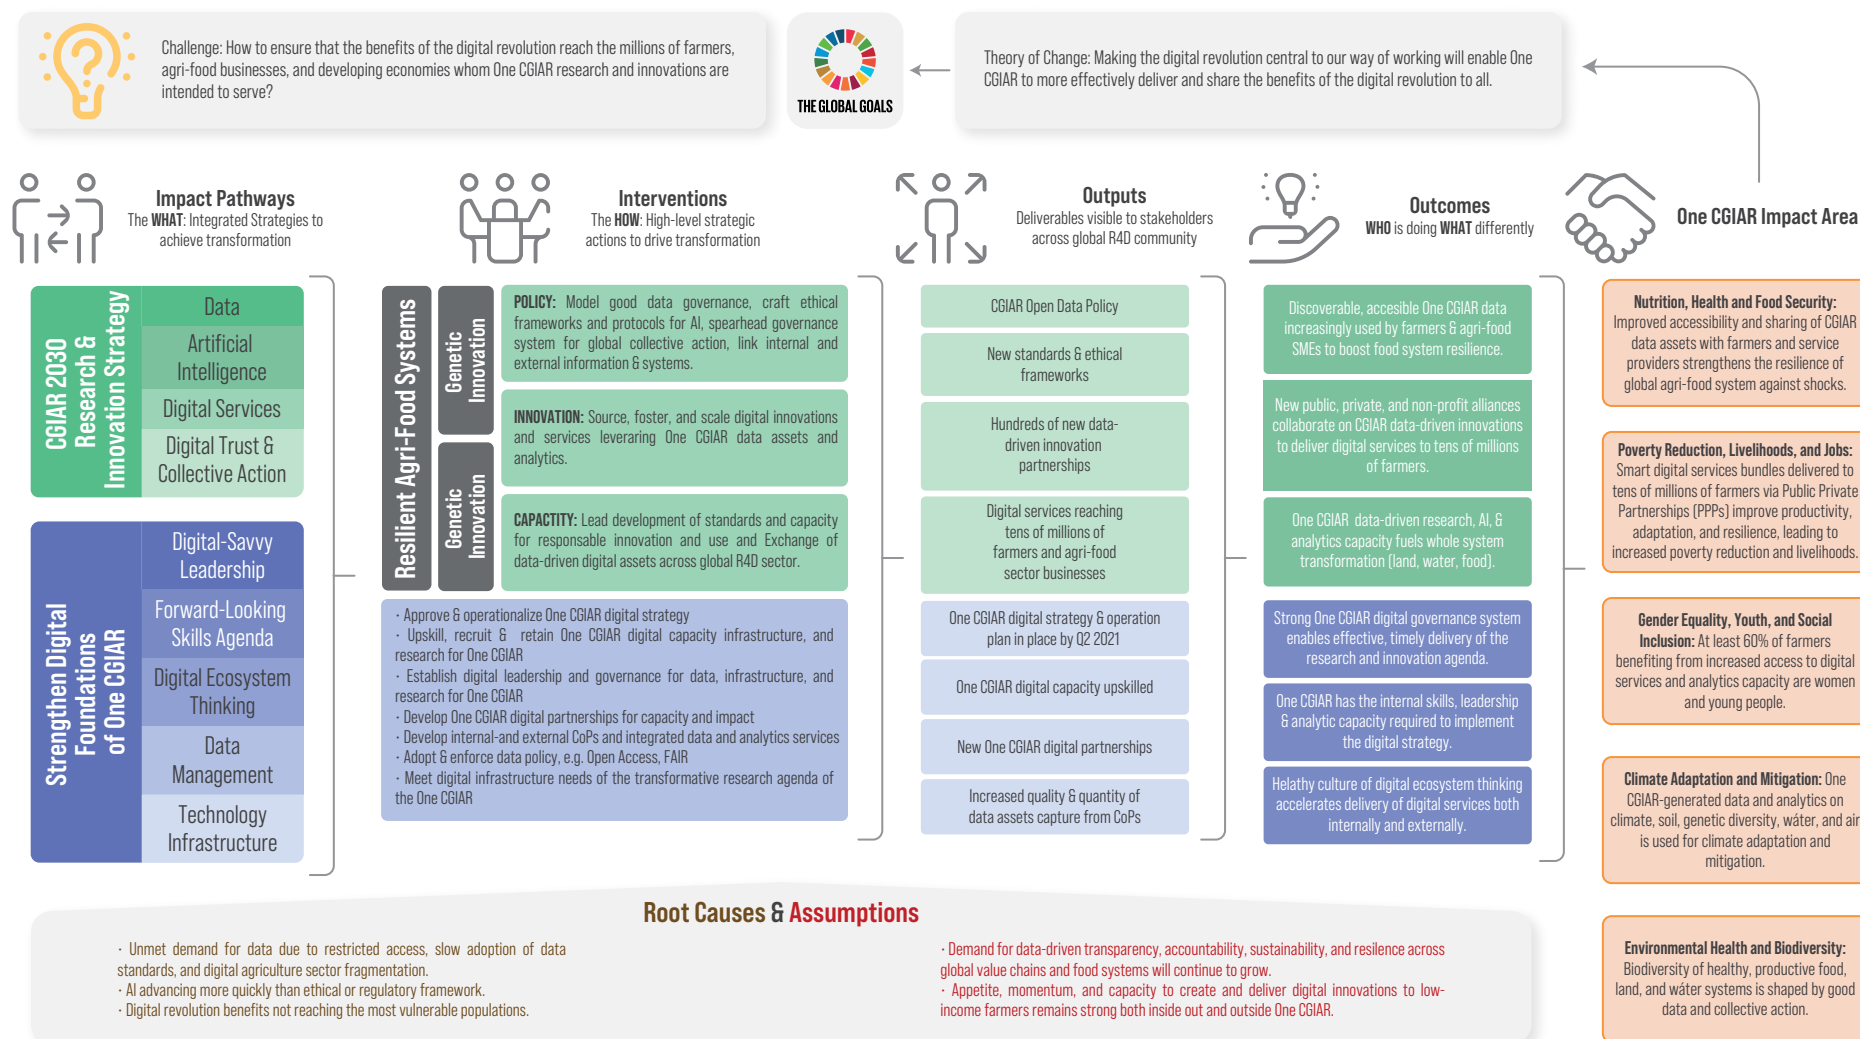 Challenge: How to ensure that the benefits of the digital revolution reach the millions of farmers,
agri-food businesses, and developing economies whom One CGIAR research and innovations are
intended to serve?
THE GLOBAL GOALS
Theory of Change: Making the digital revolution central to our way of working will enable One
CGIAR to more effectively deliver and share the benefits of the digital revolution to all.
Impact Pathways
The WHAT: Integrated Strategies to
achieve transformation
Interventions
The HOW: High-level strategic
actions to drive transformation
Outputs
Deliverables visible to stakeholders
across global R4D community
Outcomes
WHO is doing WHAT differently
One CGIAR Impact Area
CGIAR 2030
Research &
Innovation Strategy
Data
Artificial
Intelligence
Digital Services
Digital Trust &
Collective Action
Strengthen Digital
Foundations
of One CGIAR
Digital-Savvy
Leadership
Forward-Looking
Skills Agenda
Digital Ecosystem
Thinking
Data
Management
Technology
Infrastructure
Resilient Agri-Food Systems
Genetic
Innovation
Genetic
Innovation
POLICY: Model good data governance, craft ethical
frameworks and protocols for AI, spearhead governance
system for global collective action, link internal and
external information & systems.
INNOVATION: Source, foster, and scale digital innovations
and services leveraring One CGIAR data assets and
analytics.
CAPACTITY: Lead development of standards and capacity
for responsable innovation and use and Exchange of
data-driven digital assets across global R4D sector.
· Approve & operationalize One CGIAR digital strategy
· Upskill, recruit & retain One CGIAR digital capacity infrastructure, and
research for One CGIAR
· Establish digital leadership and governance for data, infrastructure, and
research for One CGIAR
· Develop One CGIAR digital partnerships for capacity and impact
· Develop internal-and external CoPs and integrated data and analytics services
· Adopt & enforce data policy, e.g. Open Access, FAIR
· Meet digital infrastructure needs of the transformative research agenda of
the One CGIAR
CGIAR Open Data Policy
New standards & ethical
frameworks
Hundreds of new data-
driven innovation
partnerships
Digital services reaching
tens of millions of
farmers and agri-food
sector businesses
One CGIAR digital strategy & operation
plan in place by Q2 2021
One CGIAR digital capacity upskilled
New One CGIAR digital partnerships
Increased quality & quantity of
data assets capture from CoPs
Discoverable, accesible One CGIAR data
increasingly used by farmers & agri-food
SMEs to boost food system resilience.
New public, private, and non-profit alliances
collaborate on CGIAR data-driven innovations
to deliver digital services to tens of millions
of farmers.
One CGIAR data-driven research, AI, &
analytics capacity fuels whole system
transformation (land, water, food).
Strong One CGIAR digital governance system
enables effective, timely delivery of the
research and innovation agenda.
One CGIAR has the internal skills, leadership
& analytic capacity required to implement
the digital strategy.
Helathy culture of digital ecosystem thinking
accelerates delivery of digital services both
internally and externally.
Nutrition, Health and Food Security:
Improved accessibility and sharing of CGIAR
data assets with farmers and service
providers strengthens the resilience of
global agri-food system against shocks.
Poverty Reduction, Livelihoods, and Jobs:
Smart digital services bundles delivered to
tens of millions of farmers via Public Private
Partnerships (PPPs) improve productivity,
adaptation, and resilience, leading to
increased poverty reduction and livelihoods.
Gender Equality, Youth, and Social
Inclusion: At least 60% of farmers
benefiting from increased access to digital
services and analytics capacity are women
and young people.
Climate Adaptation and Mitigation: One
CGIAR-generated data and analytics on
climate, soil, genetic diversity, wáter, and air
is used for climate adaptation and
mitigation.
Environmental Health and Biodiversity:
Biodiversity of healthy, productive food,
land, and wáter systems is shaped by good
data and collective action.
Root Causes & Assumptions
· Unmet demand for data due to restricted access, slow adoption of data
standards, and digital agriculture sector fragmentation.
· AI advancing more quickly than ethical or regulatory framework.
· Digital revolution benefits not reaching the most vulnerable populations.
· Demand for data-driven transparency, accountability, sustainability, and resilence across
global value chains and food systems will continue to grow.
· Appetite, momentum, and capacity to create and deliver digital innovations to low-
income farmers remains strong both inside out and outside One CGIAR.